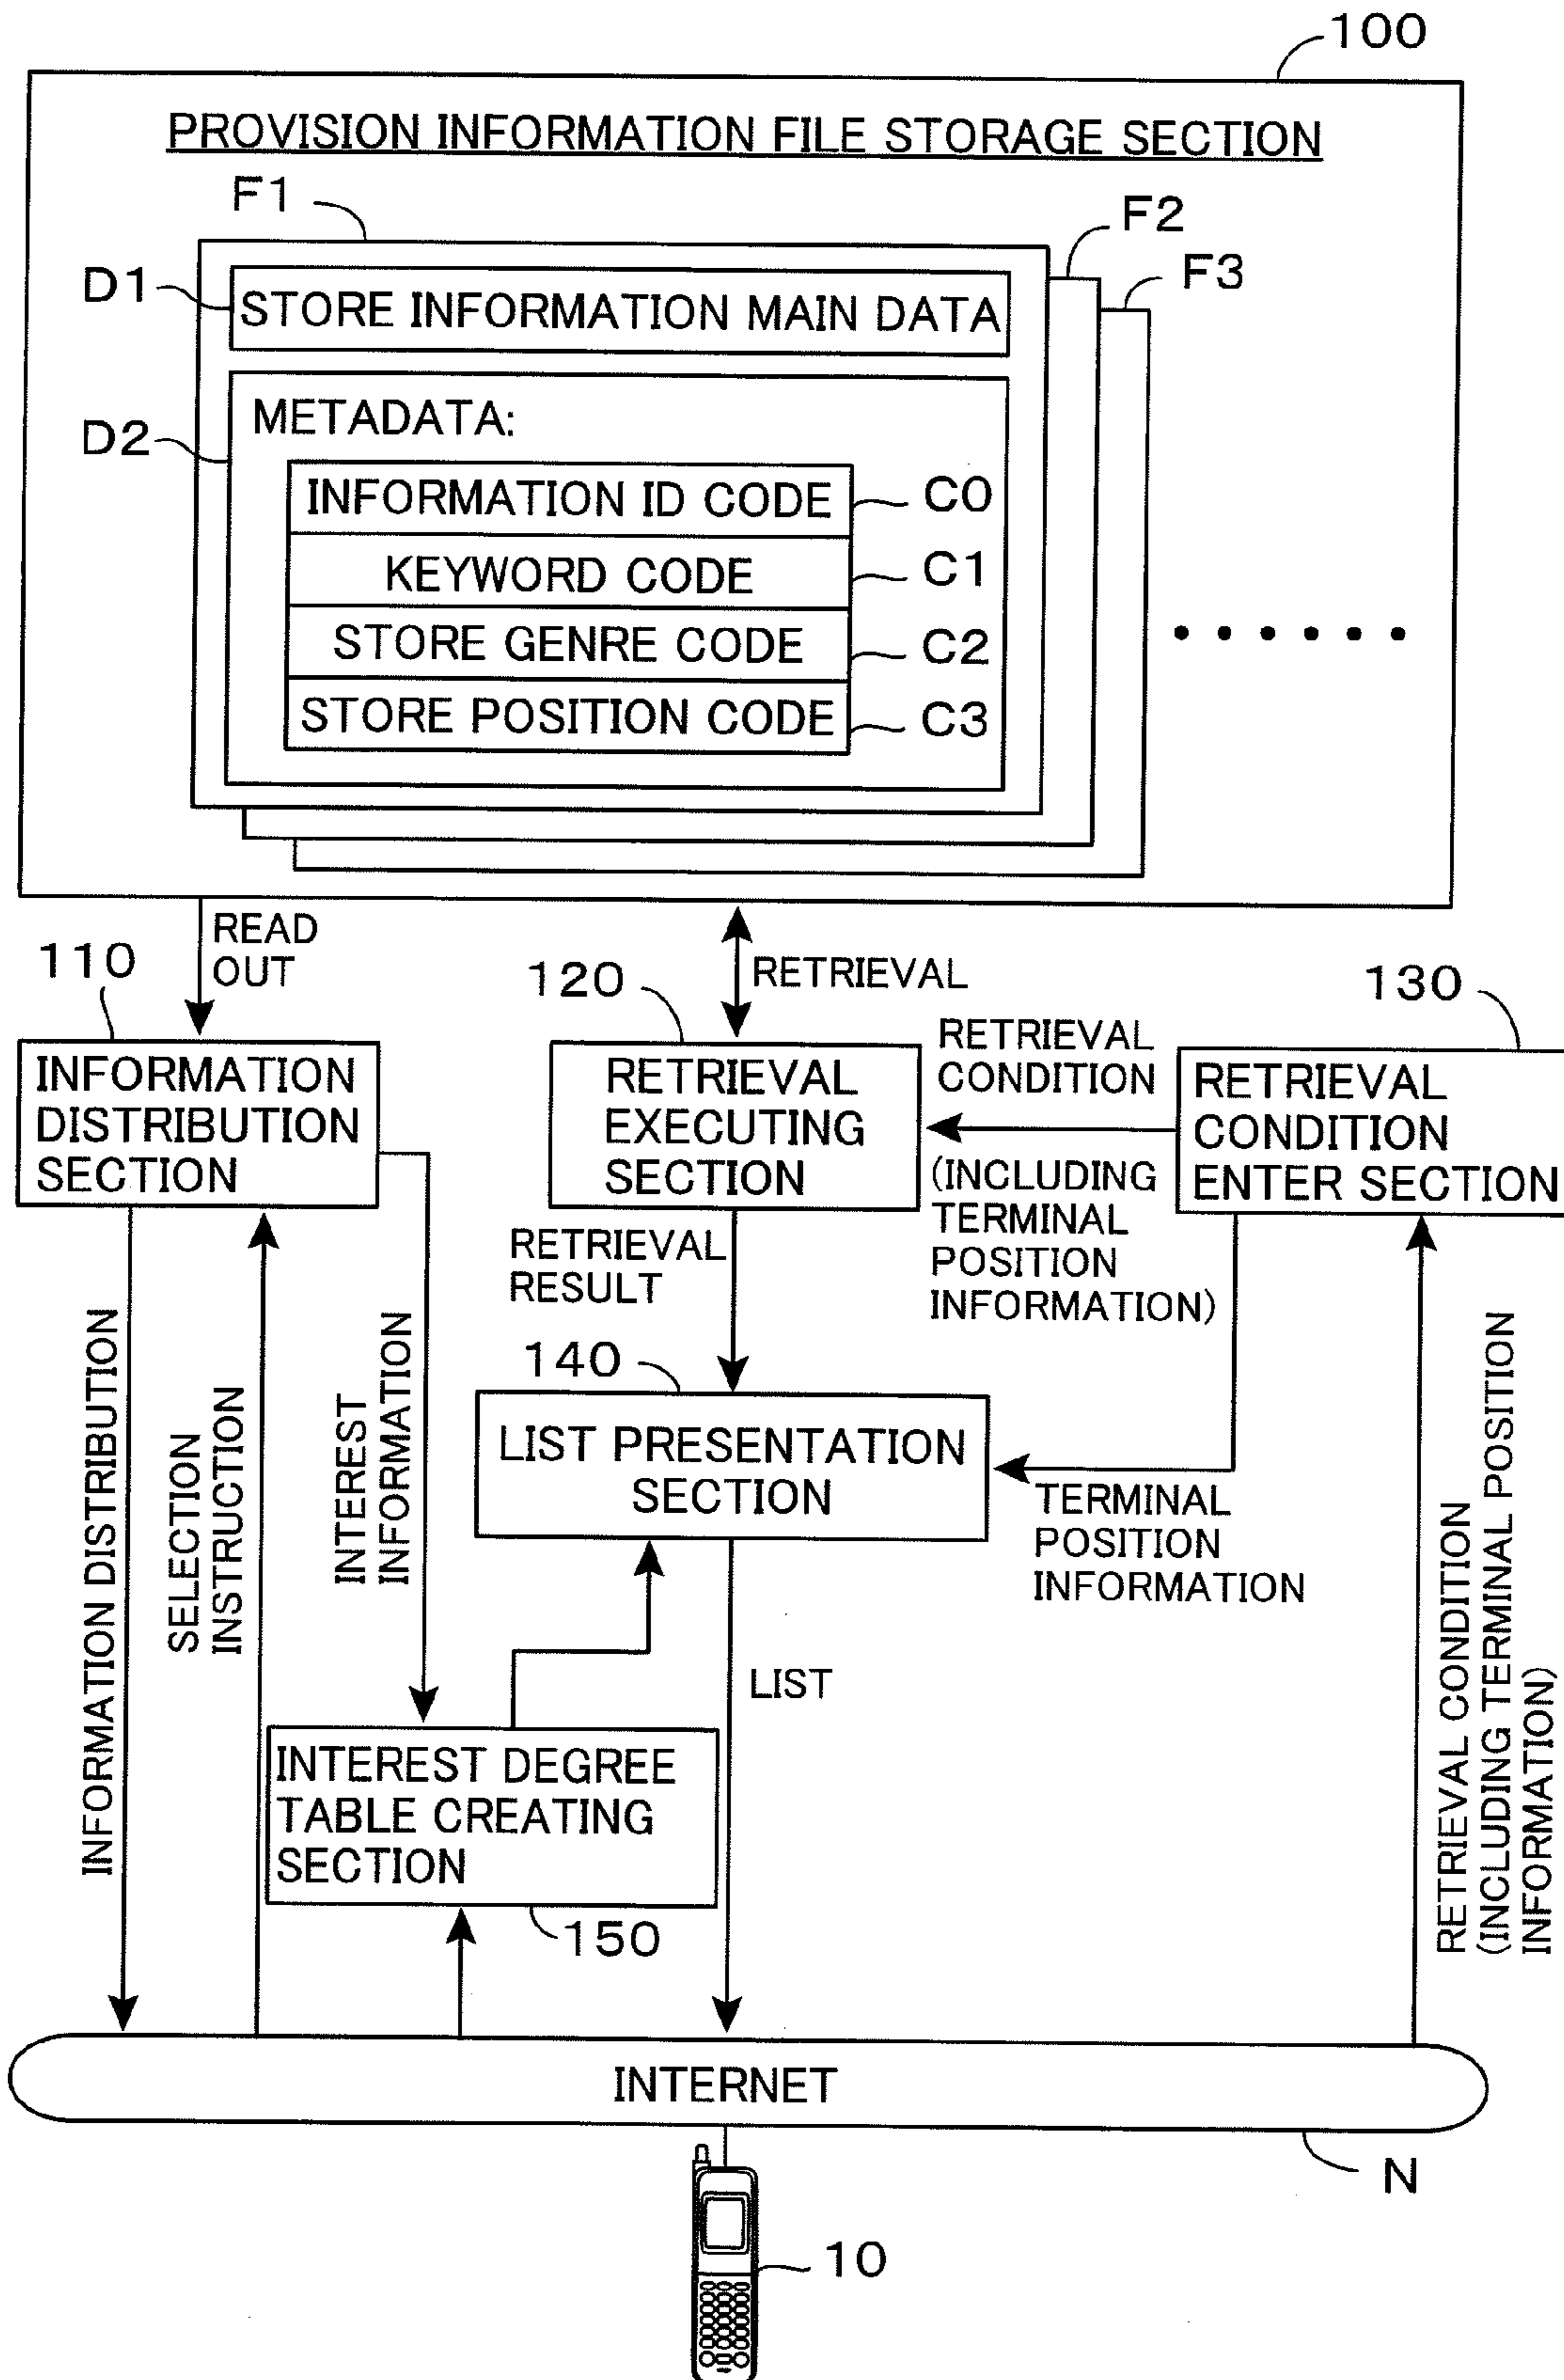 100
PROVISION INFORMATION FILE STORAGE SECTION
F1
F2
F3
D1
STORE INFORMATION MAIN DATA
D2
METADATA:
INFORMATION ID CODE
C0
KEYWORD CODE
C1
STORE GENRE CODE
C2
STORE POSITION CODE
C3
READ
OUT
RETRIEVAL
110
INFORMATION
DISTRIBUTION
SECTION
120
RETRIEVAL
EXECUTING
SECTION
RETRIEVAL
CONDITION
(INCLUDING
TERMINAL
POSITION
INFORMATION)
130
RETRIEVAL
CONDITION
ENTER SECTION
RETRIEVAL
RESULT
140
LIST PRESENTATION
SECTION
TERMINAL
POSITION
INFORMATION
INFORMATION DISTRIBUTION
SELECTION
INSTRUCTION
INTEREST
INFORMATION
LIST
INTEREST DEGREE
TABLE CREATING
SECTION
150
RETRIEVAL CONDITION
(INCLUDING TERMINAL POSITION
INFORMATION)
INTERNET
N
10